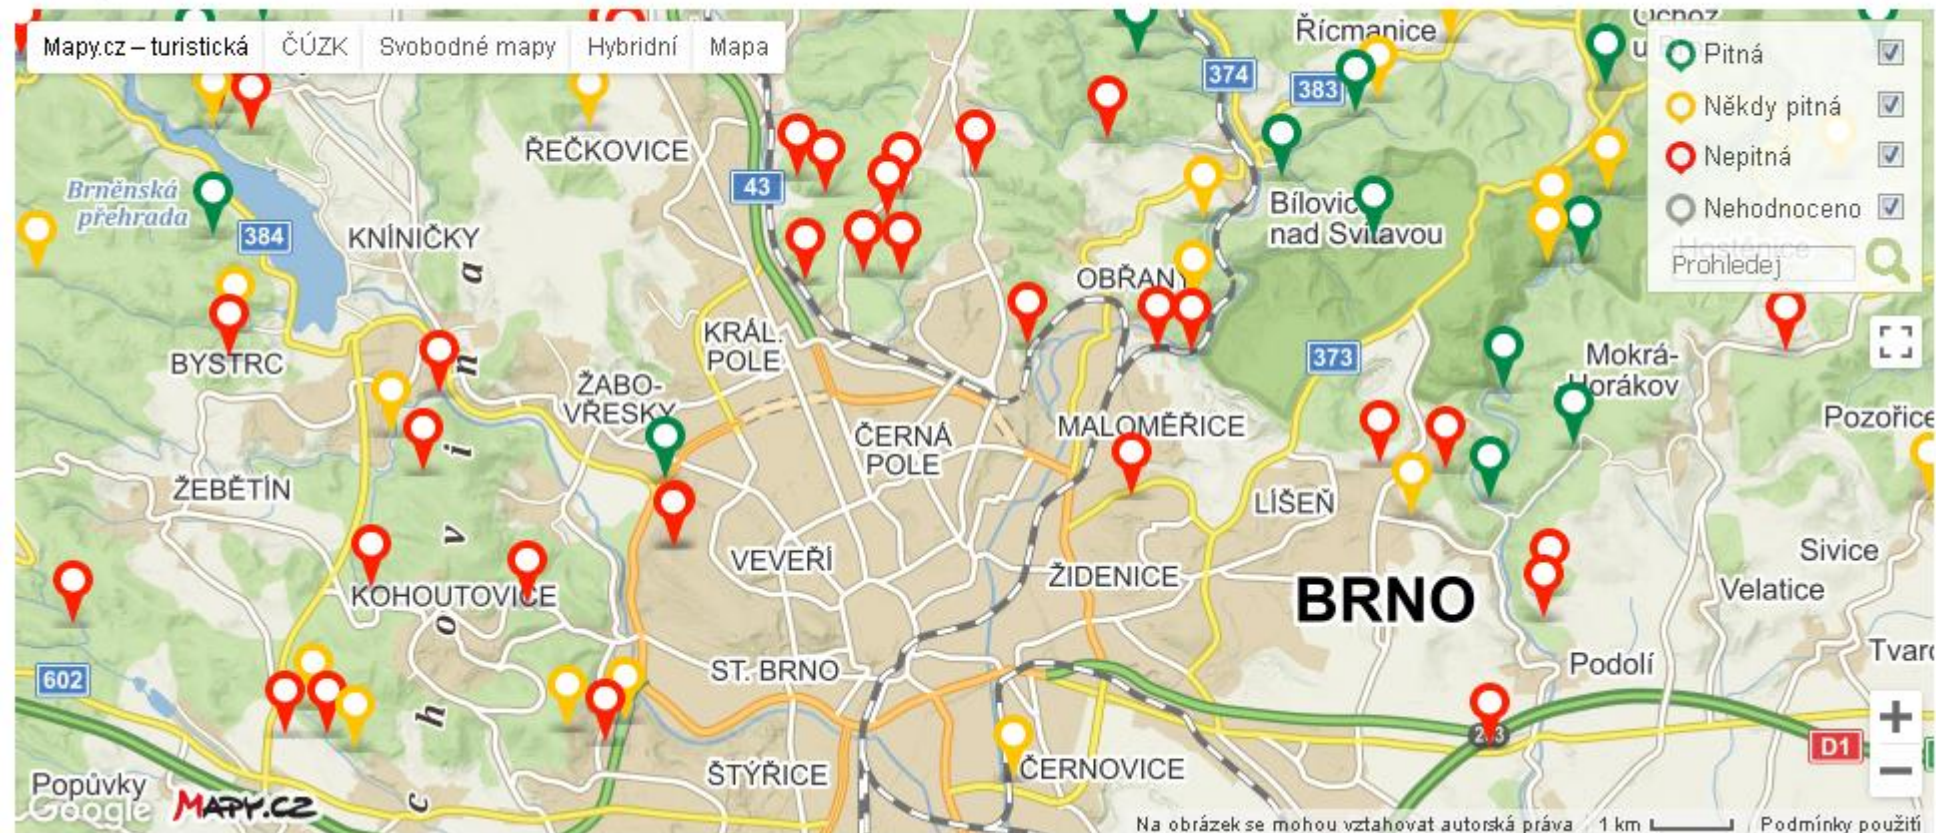 Mapy.cz – turistická
ČÚZK
Svobodné mapy
Hybridní
Mapa
Řícmanice
Ochoz
Pitná
Někdy pitná
Nepitná
Nehodnoceno
Prohledej
374
383
ŘEČKOVICE
43
Brněnská
přehrada
384
KNÍNIČKY
Bílovice
nad Svitavou
Hostěnice
OBŘANY
KRÁL.
POLE
BYSTRC
373
Mokrá-
Horákov
ŽABO-
VŘESKY
ČERNÁ
POLE
MALOMĚŘICE
Pozořice
ŽEBĚTÍN
LÍŠEŇ
VEVEŘÍ
ŽIDENICE
Sivice
KOHOUTOVICE
BRNO
Velatice
602
ST. BRNO
Podolí
Tvaro
D1
Popůvky
ŠTÝŘICE
ČERNOVICE
c h o v i n a
Google
MAPY.CZ
Na obrázek se mohou vztahovat autorská práva
1 km
Podmínky použití